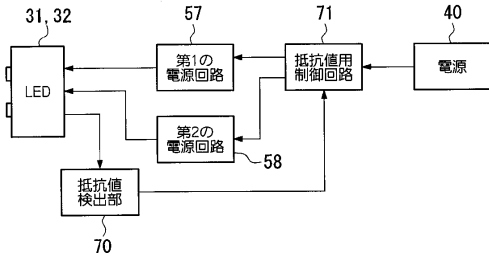 31, 32
57
71
40
LED
第1の
電源回路
抵抗値用
制御回路
電源
第2の
電源回路
58
抵抗値
検出部
70